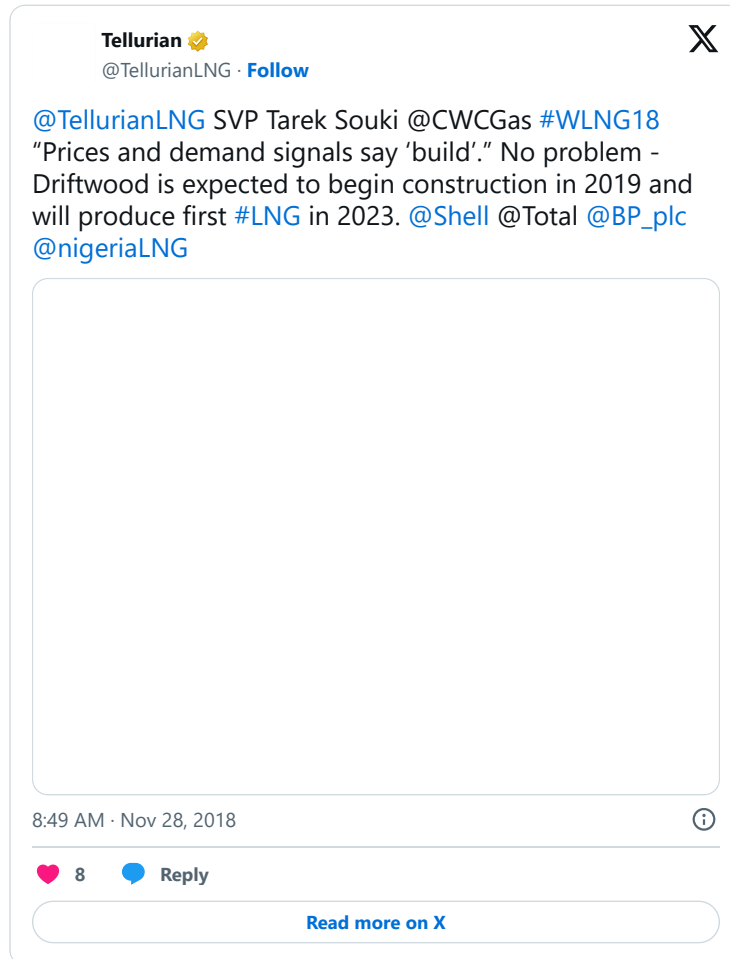 Tellurian
@TellurianLNG · Follow
@TellurianLNG SVP Tarek Souki @CWCGas #WLNG18
“Prices and demand signals say ‘build’.” No problem -
Driftwood is expected to begin construction in 2019 and
will produce first #LNG in 2023. @Shell @Total @BP_plc
@nigeriaLNG
8:49 AM · Nov 28, 2018
8 Reply
Read more on X